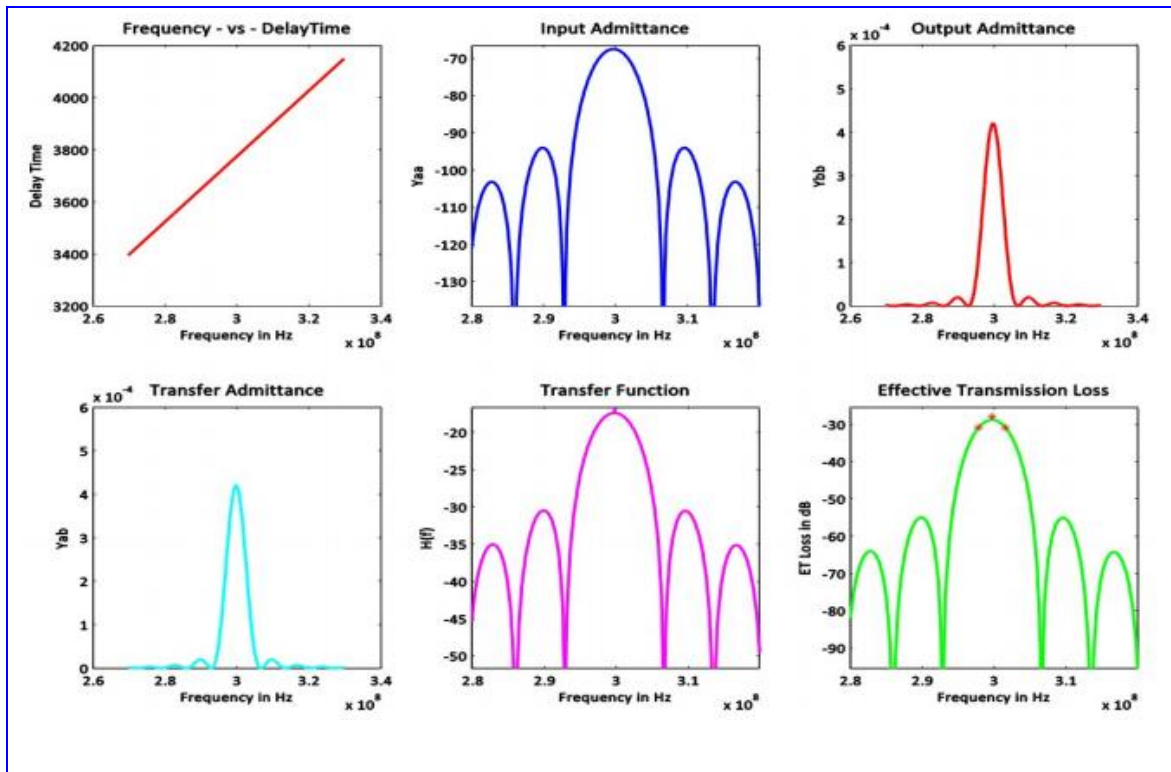 Frequency - vs - DelayTime
Delay Time
4200
4000
3800
3600
3400
3200
2.6 2.8 3 3.2 3.4
Frequency in Hz
x 10^8
Input Admittance
Yaa
-70
-80
-90
-100
-110
-120
-130
2.8 2.9 3 3.1
Frequency in Hz
x 10^8
Output Admittance
x 10^-4
Ybb
6
5
4
3
2
1
0
2.6 2.8 3 3.2 3.4
Frequency in Hz
x 10^8
Transfer Admittance
x 10^-4
Yab
6
5
4
3
2
1
0
2.6 2.8 3 3.2 3.4
Frequency in Hz
x 10^8
Transfer Function
H(f)
-20
-25
-30
-35
-40
-45
-50
2.8 2.9 3 3.1
Frequency in Hz
x 10^8
Effective Transmission Loss
ET Loss in dB
-30
-40
-50
-60
-70
-80
-90
2.8 2.9 3 3.1
Frequency in Hz
x 10^8